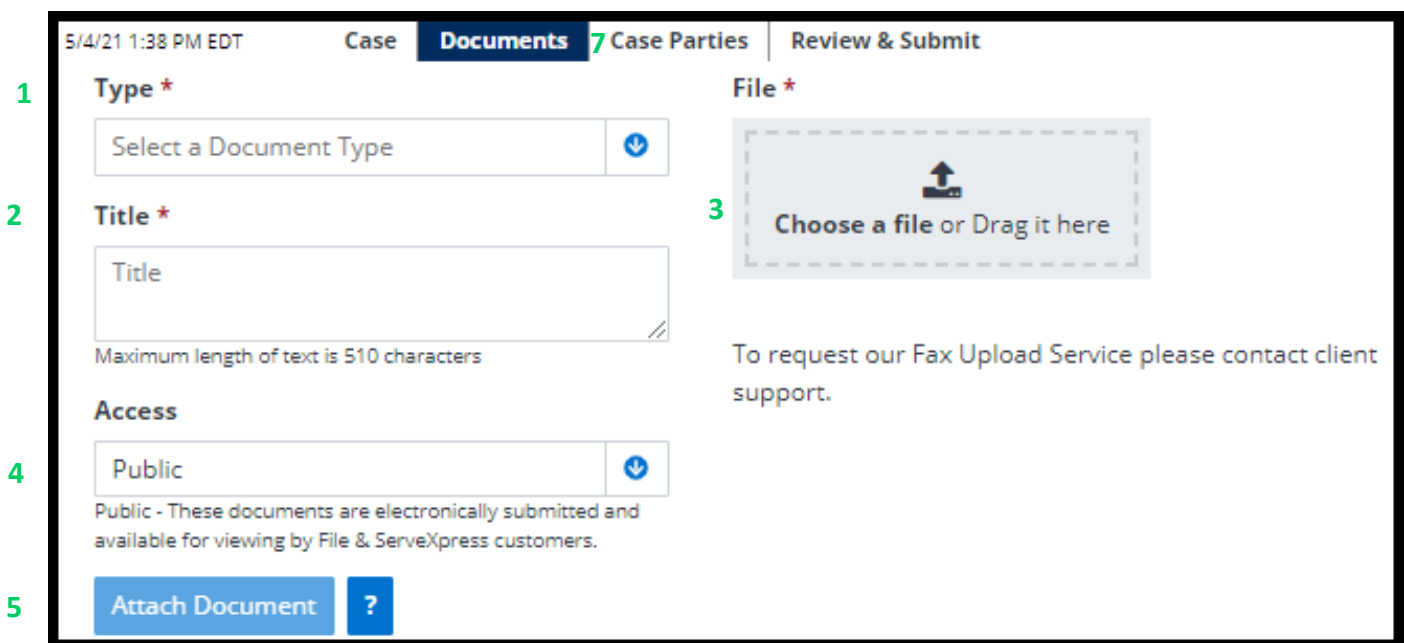 5/4/21 1:38 PM EDT Case Documents 7 Case Parties Review & Submit
1 Type * File *
Select a Document Type
2 Title * 3 Choose a file or Drag it here
Title
Maximum length of text is 510 characters To request our Fax Upload Service please contact client
support.
Access
4 Public
Public - These documents are electronically submitted and
available for viewing by File & ServeXpress customers.
5 Attach Document ?